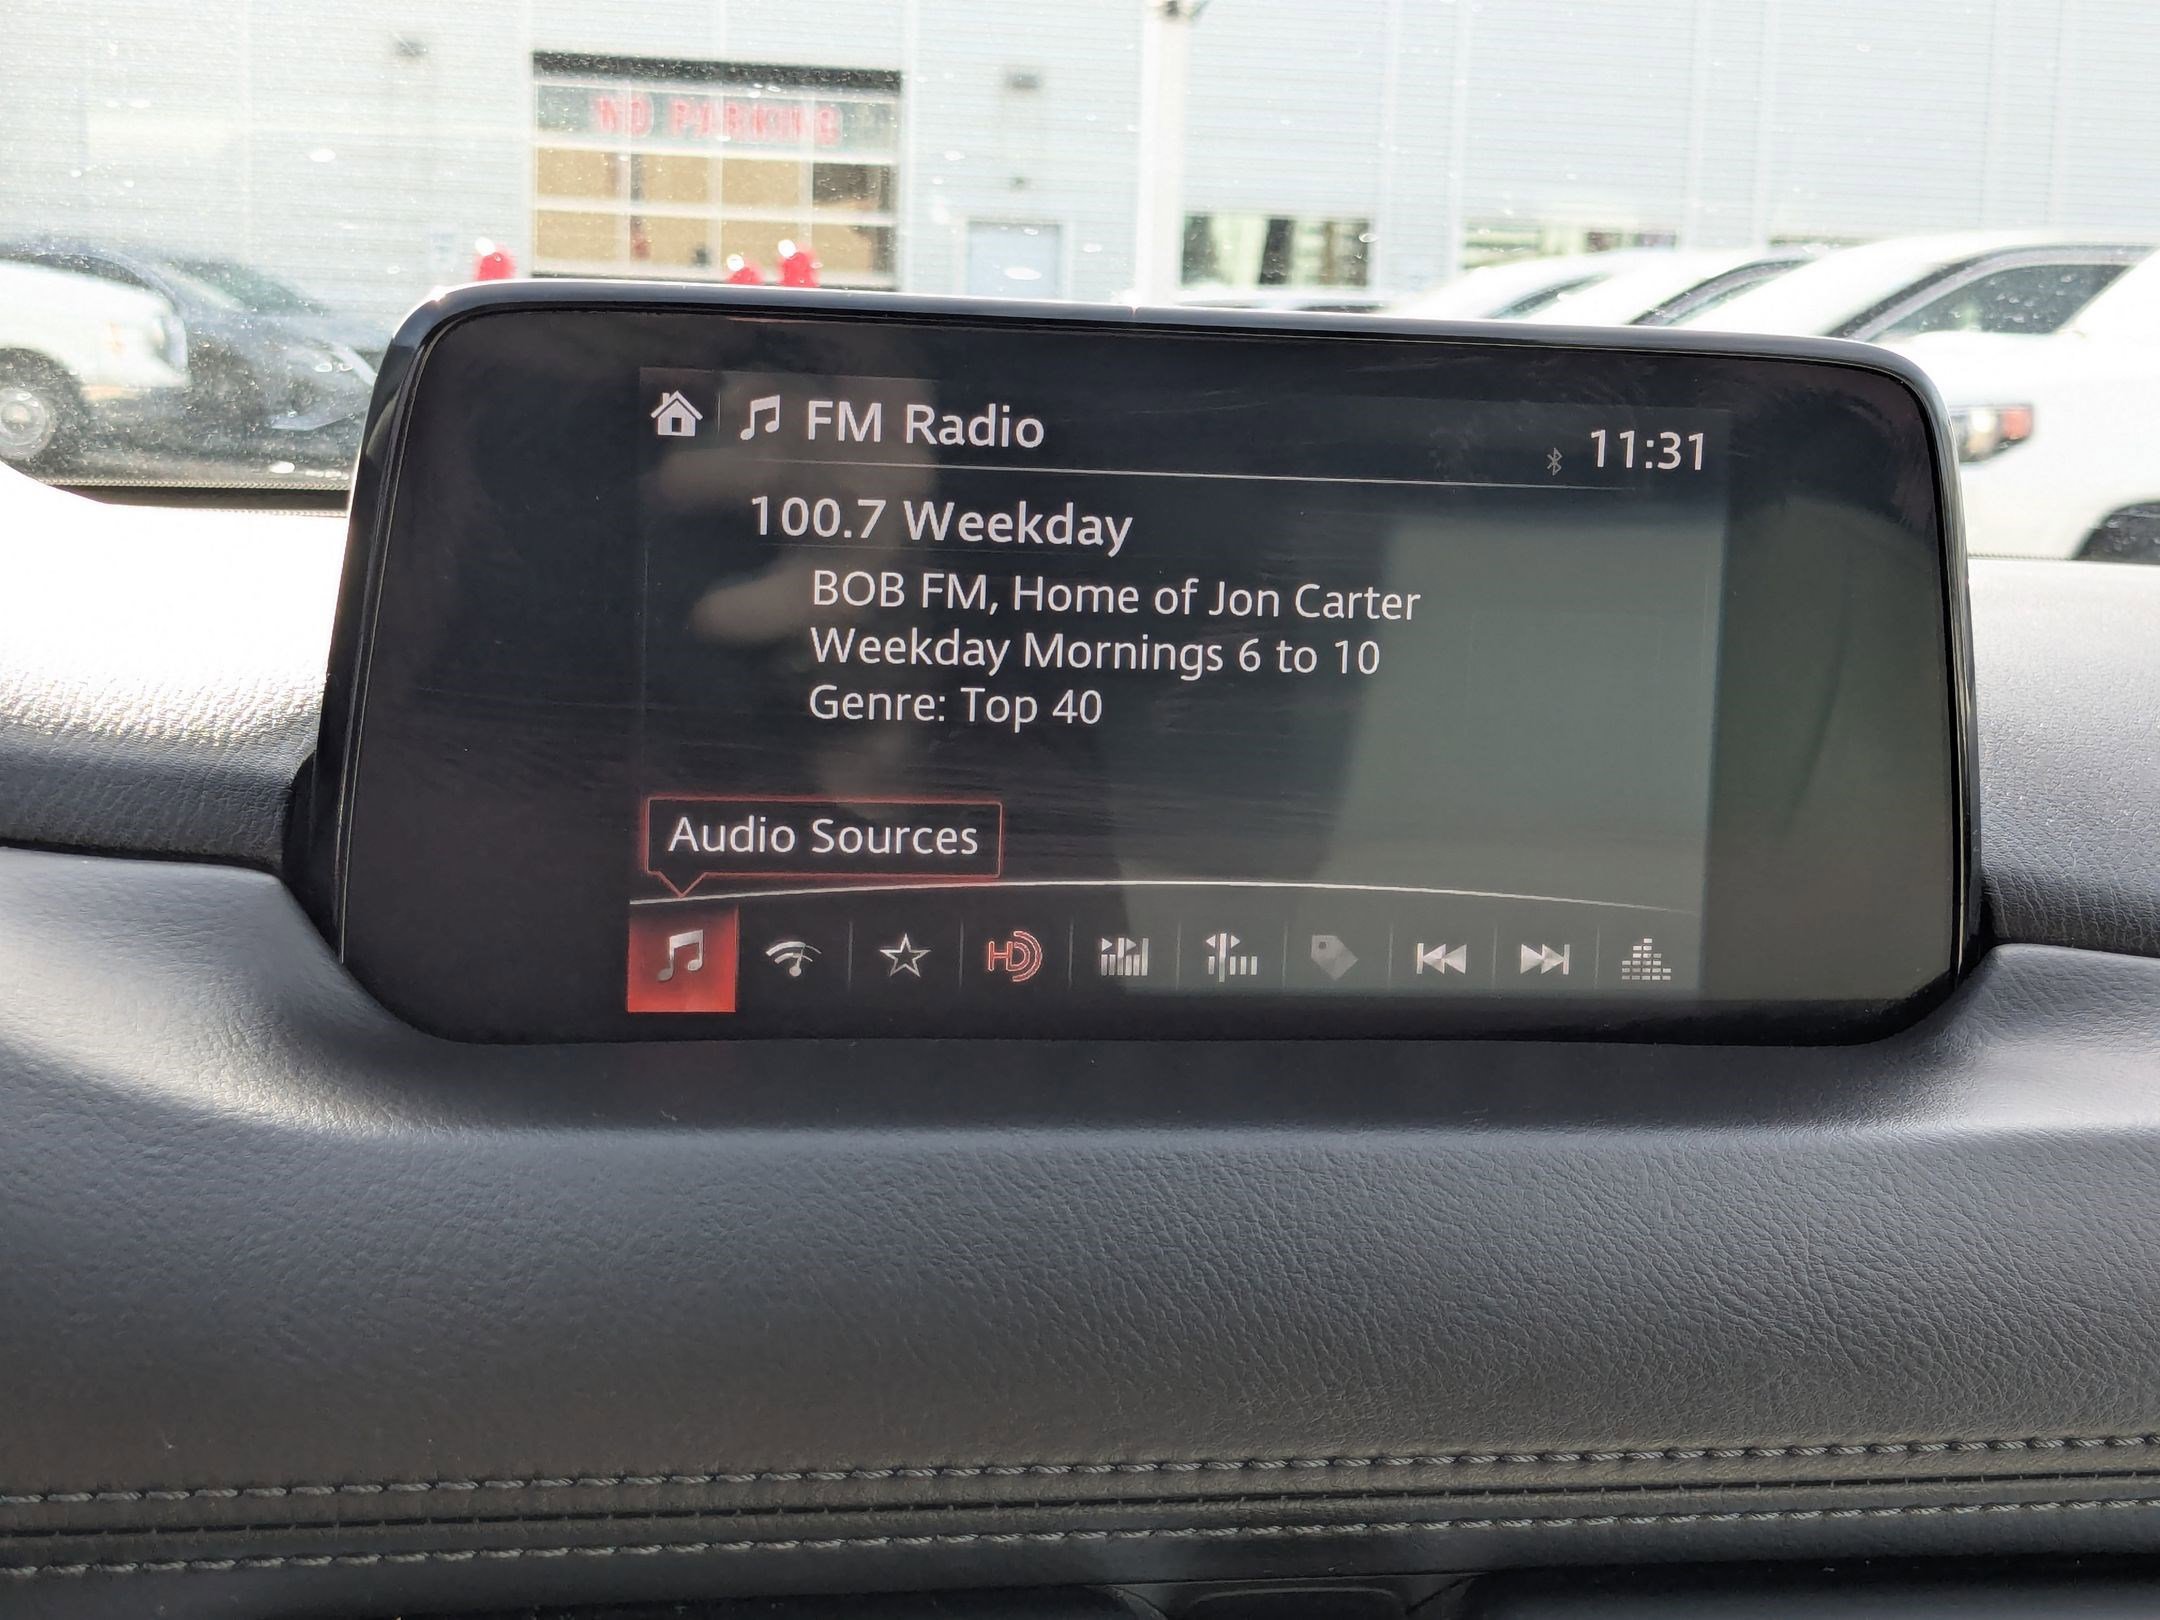 NO PARKING
FM Radio
11:31
100.7 Weekday
BOB FM, Home of Jon Carter
Weekday Mornings 6 to 10
Genre: Top 40
Audio Sources
HD